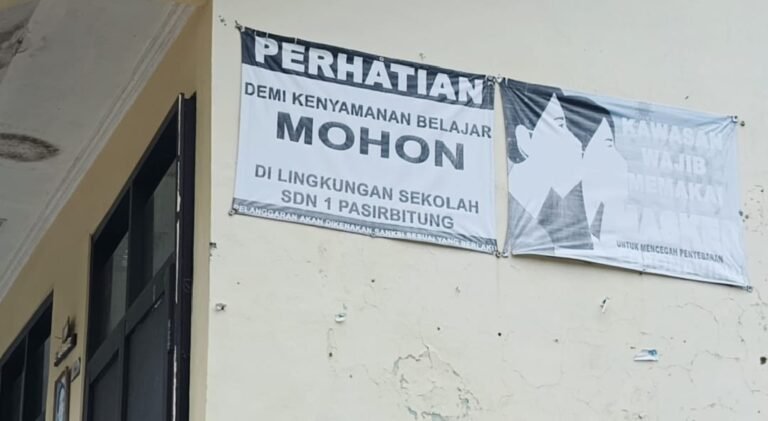 PERHATIAN
DEMI KENYAMANAN BELAJAR
MOHON
DI LINGKUNGAN SEKOLAH
SDN 1 PASIRBITUNG
PELANGGARAN AKAN DIKENAKAN SANKSI SESUAI YANG BERLAKU
KAWASAN
WAJIB
MEMAKAI
MASKER
UNTUK MENCEGAH PENYEBARAN